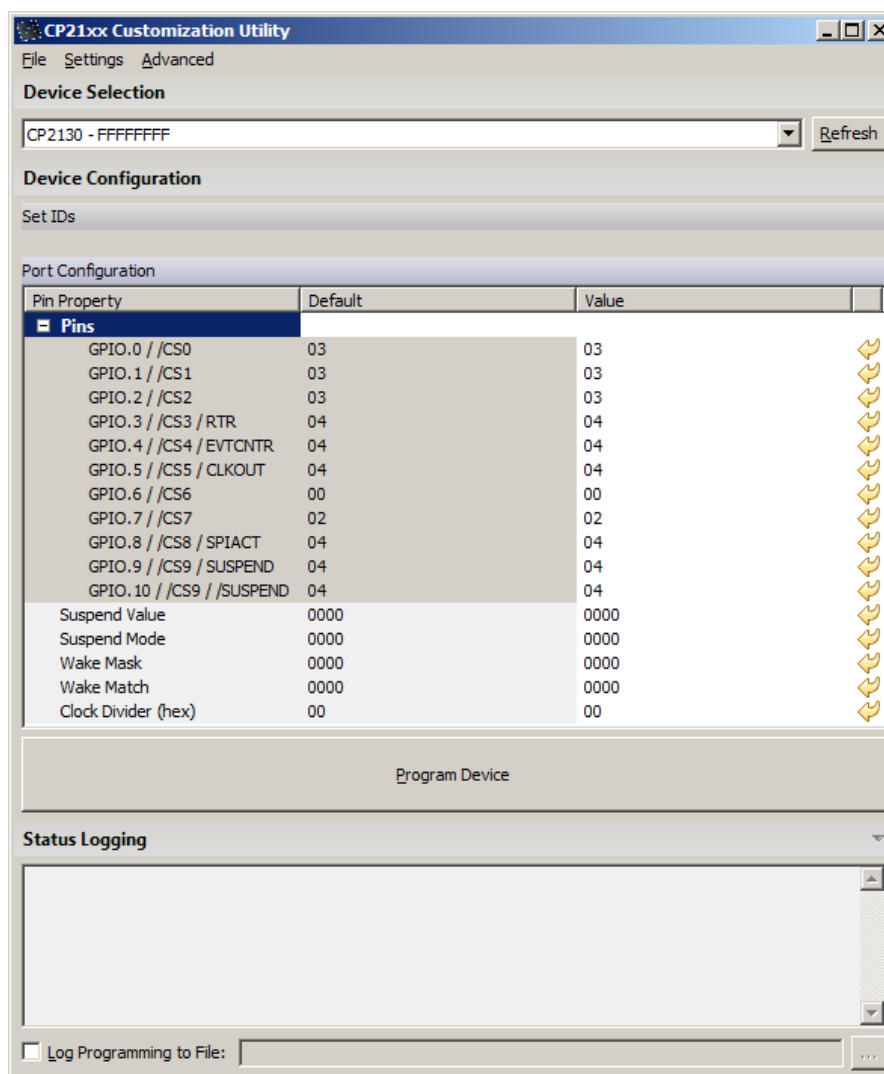 CP21xx Customization Utility
File Settings Advanced
Device Selection
CP2130 - FFFFFFFF Refresh
Device Configuration
Set IDs
Port Configuration
Pin Property Default Value
Pins
GPIO.0 / /CS0 03 03
GPIO.1 / /CS1 03 03
GPIO.2 / /CS2 03 03
GPIO.3 / /CS3 / RTR 04 04
GPIO.4 / /CS4 / EVTCNTR 04 04
GPIO.5 / /CS5 / CLKOUT 04 04
GPIO.6 / /CS6 00 00
GPIO.7 / /CS7 02 02
GPIO.8 / /CS8 / SPIACT 04 04
GPIO.9 / /CS9 / SUSPEND 04 04
GPIO.10 / /CS9 / /SUSPEND 04 04
Suspend Value 0000 0000
Suspend Mode 0000 0000
Wake Mask 0000 0000
Wake Match 0000 0000
Clock Divider (hex) 00 00
Program Device
Status Logging
Log Programming to File: ...